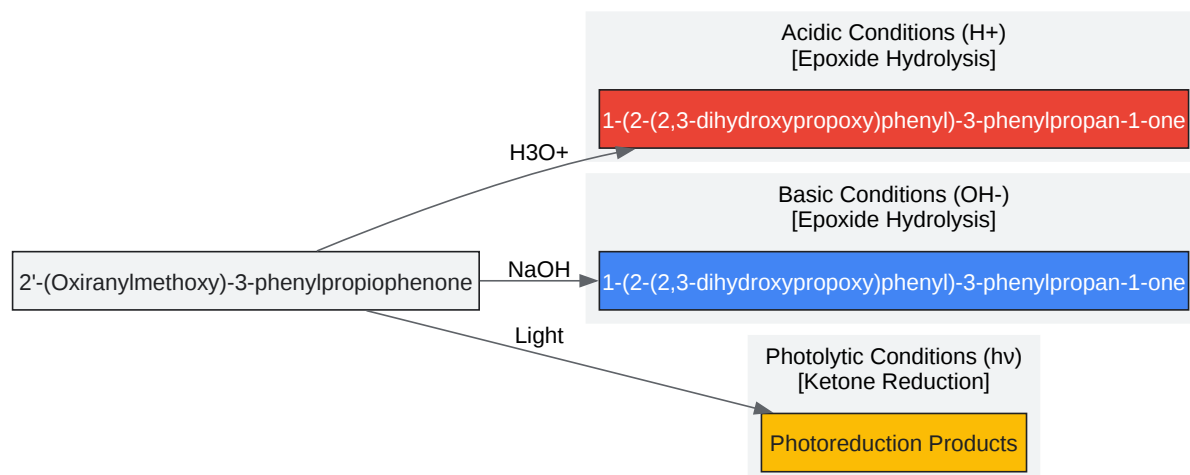 Acidic Conditions (H+)
[Epoxide Hydrolysis]
1-(2-(2,3-dihydroxypropoxy)phenyl)-3-phenylpropan-1-one
H3O+
Basic Conditions (OH-)
[Epoxide Hydrolysis]
2'-(Oxiranylmethoxy)-3-phenylpropiophenone
NaOH
1-(2-(2,3-dihydroxypropoxy)phenyl)-3-phenylpropan-1-one
Light
Photolytic Conditions (hν)
[Ketone Reduction]
Photoreduction Products